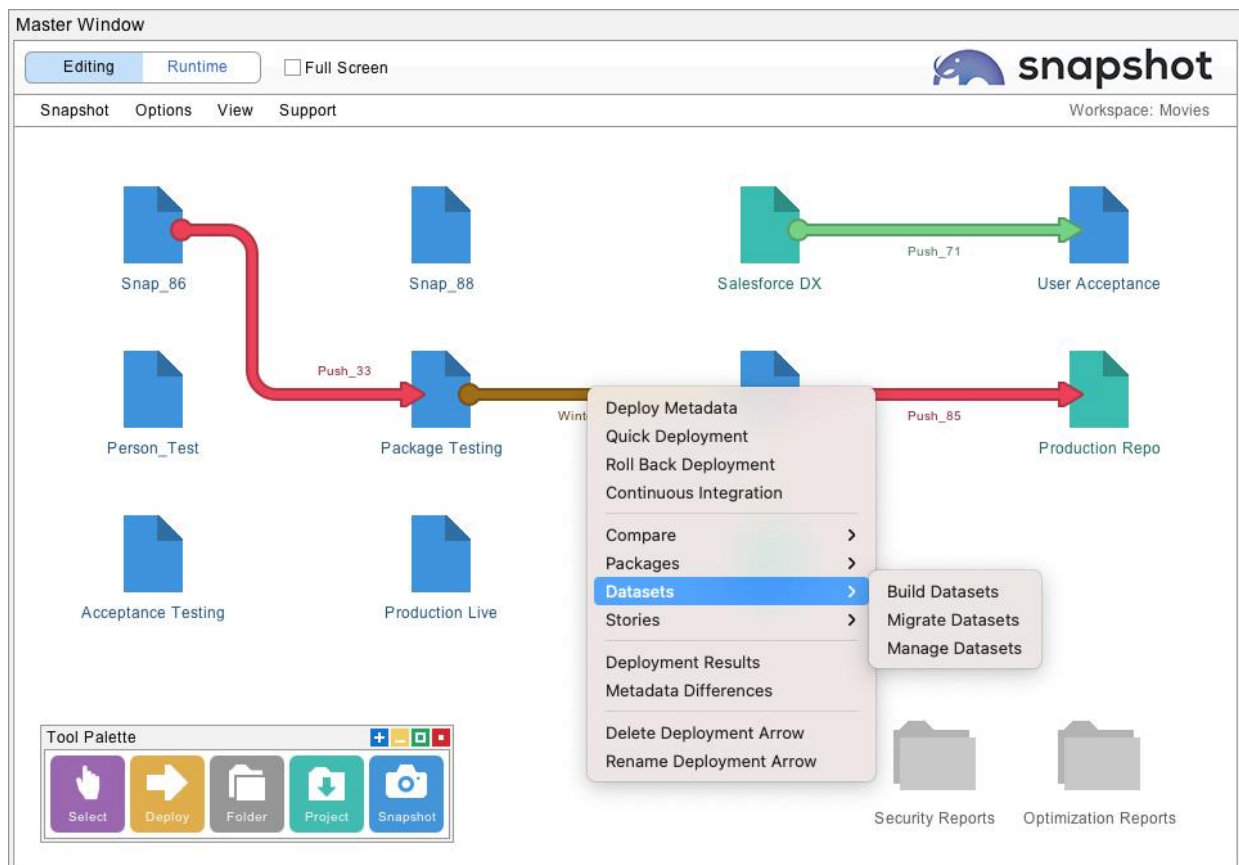 Master Window
Editing Runtime Full Screen
snapshot
Snapshot Options View Support
Workspace: Movies
Push_71
Snap_86 Snap_88 Salesforce DX User Acceptance
Push_33
Push_85
Person_Test Package Testing Production Repo
Acceptance Testing Production Live
Deploy Metadata
Quick Deployment
Roll Back Deployment
Continuous Integration
Compare
Packages
Datasets
Stories
Deployment Results
Metadata Differences
Delete Deployment Arrow
Rename Deployment Arrow
Build Datasets
Migrate Datasets
Manage Datasets
Tool Palette
Select Deploy Folder Project Snapshot
Security Reports Optimization Reports